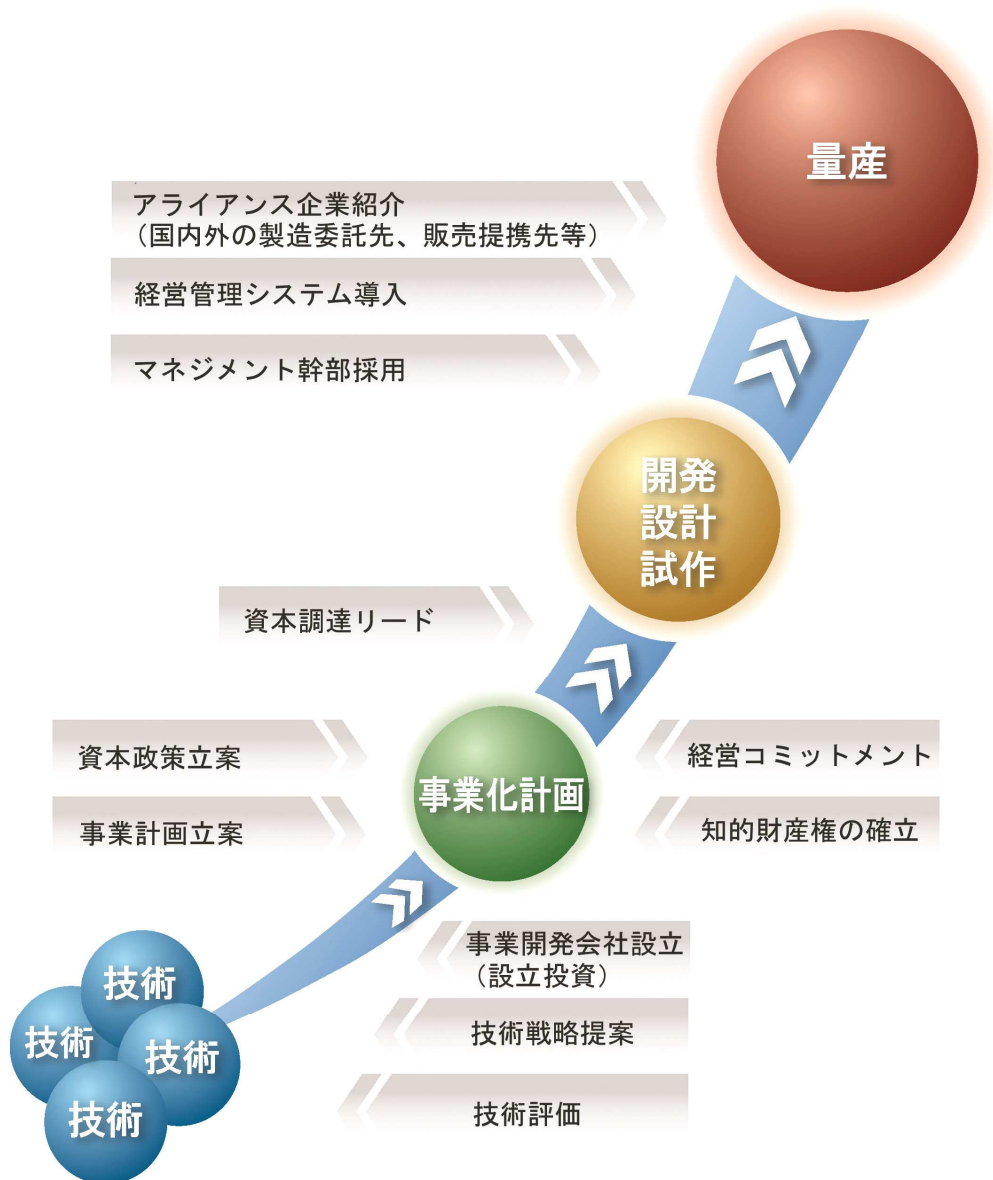 量産
アライアンス企業紹介
（国内外の製造委託先、販売提携先等）
経営管理システム導入
マネジメント幹部採用
開発
設計
試作
資本調達リード
資本政策立案
経営コミットメント
事業化計画
事業計画立案
知的財産権の確立
事業開発会社設立
（設立投資）
技術
技術
技術
技術
技術戦略提案
技術評価